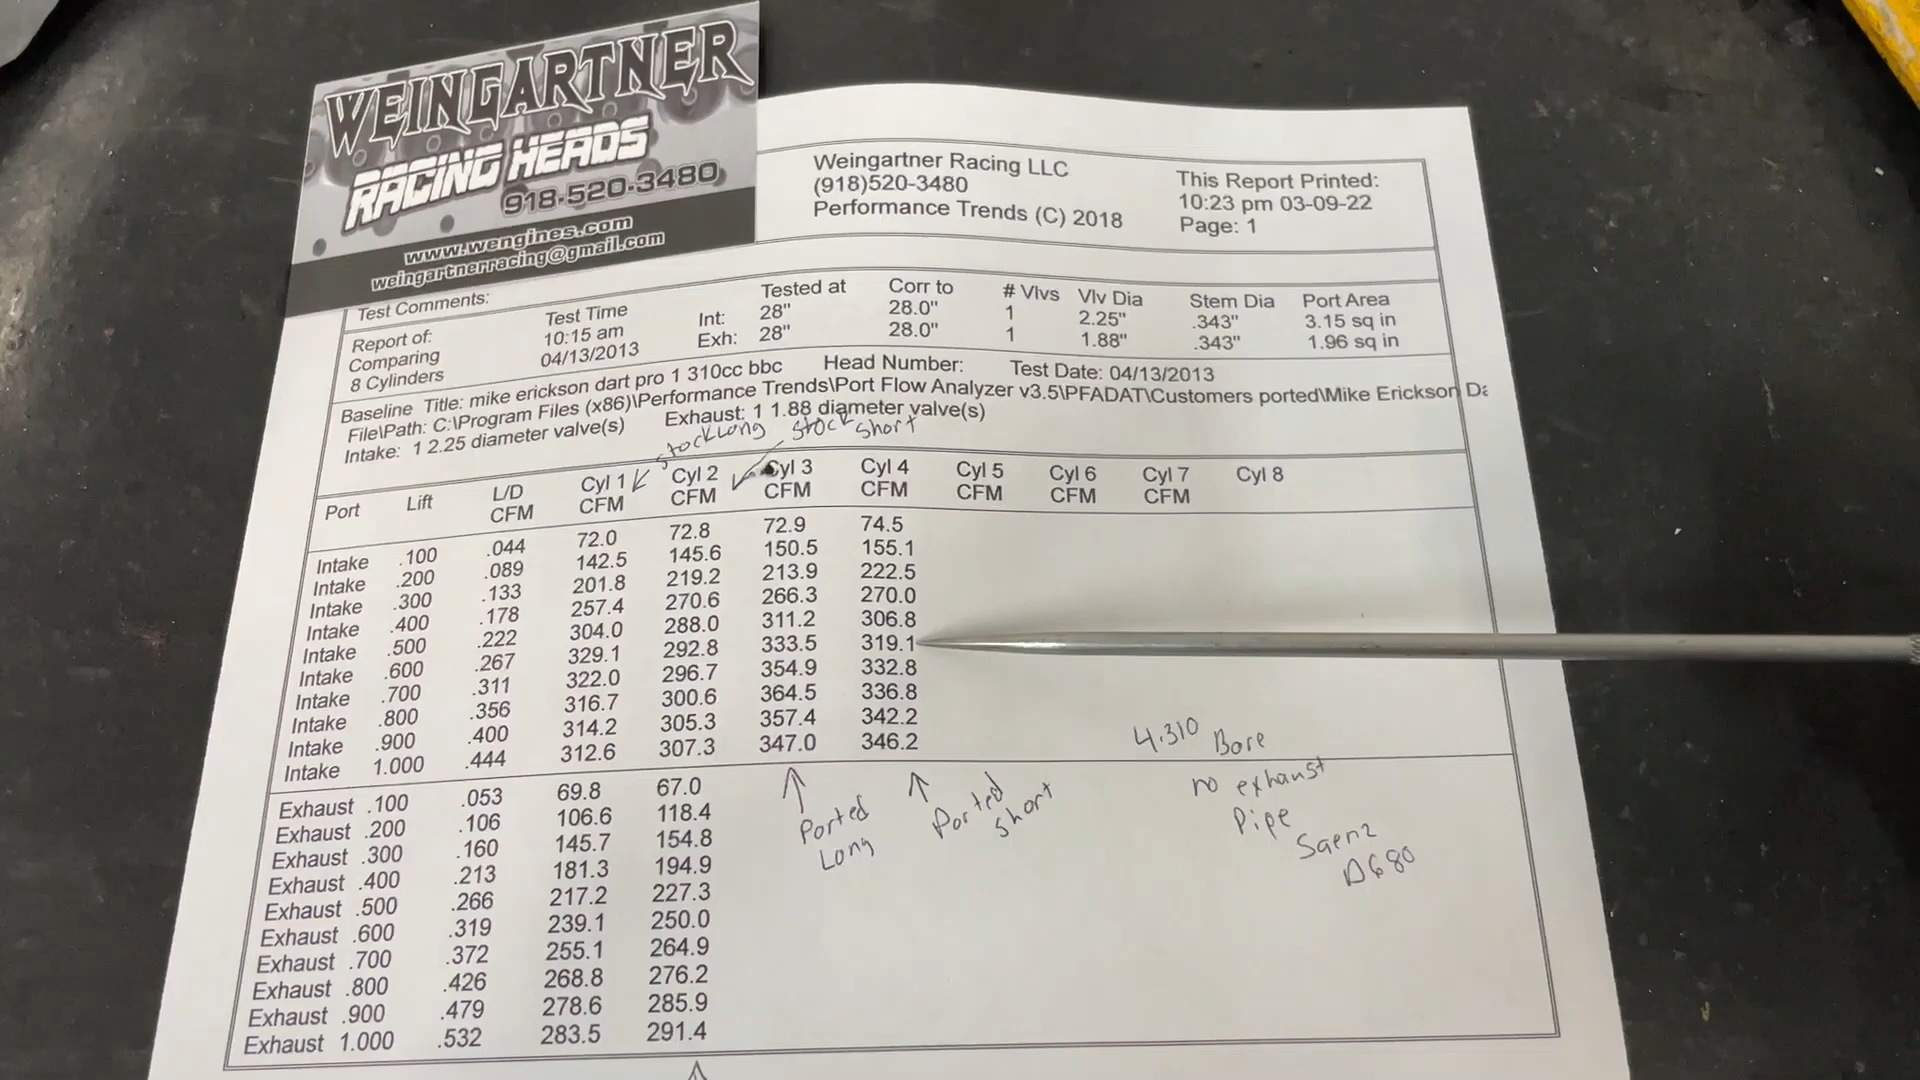 WEINGARTNER
RACING HEADS
918-520-3480
www.wengines.com
weingartnerracing@gmail.com
Weingartner Racing LLC
(918)520-3480
Performance Trends (C) 2018
This Report Printed:
10:23 pm 03-09-22
Page: 1
Test Comments:
Report of:
Comparing
8 Cylinders
Test Time
10:15 am
04/13/2013
Tested at Corr to # Vlvs Vlv Dia Stem Dia Port Area
Int: 28" 28.0" 1 2.25" .343" 3.15 sq in
Exh: 28" 28.0" 1 1.88" .343" 1.96 sq in
Baseline Title: mike erickson dart pro 1 310cc bbc Head Number: Test Date: 04/13/2013
File\Path: C:\Program Files (x86)\Performance Trends\Port Flow Analyzer v3.5\PFADAT\Customers ported\Mike Erickson Da
Intake: 1 2.25 diameter valve(s) Exhaust: 1 1.88 diameter valve(s)
stock Long
stock short
Port Lift L/D Cyl 1 Cyl 2 Cyl 3 Cyl 4 Cyl 5 Cyl 6 Cyl 7 Cyl 8
CFM CFM CFM CFM CFM CFM CFM CFM
Intake .100 .044 72.0 72.8 72.9 74.5
Intake .200 .089 142.5 145.6 150.5 155.1
Intake .300 .133 201.8 219.2 213.9 222.5
Intake .400 .178 257.4 270.6 266.3 270.0
Intake .500 .222 304.0 288.0 311.2 306.8
Intake .600 .267 329.1 292.8 333.5 319.1
Intake .700 .311 322.0 296.7 354.9 332.8
Intake .800 .356 316.7 300.6 364.5 336.8
Intake .900 .400 314.2 305.3 357.4 342.2
Intake 1.000 .444 312.6 307.3 347.0 346.2
Exhaust .100 .053 69.8 67.0
Exhaust .200 .106 106.6 118.4
Exhaust .300 .160 145.7 154.8
Exhaust .400 .213 181.3 194.9
Exhaust .500 .266 217.2 227.3
Exhaust .600 .319 239.1 250.0
Exhaust .700 .372 255.1 264.9
Exhaust .800 .426 268.8 276.2
Exhaust .900 .479 278.6 285.9
Exhaust 1.000 .532 283.5 291.4
Ported
Long
Ported
short
4.310 Bore
no exhaust
Pipe
Saenz
D680